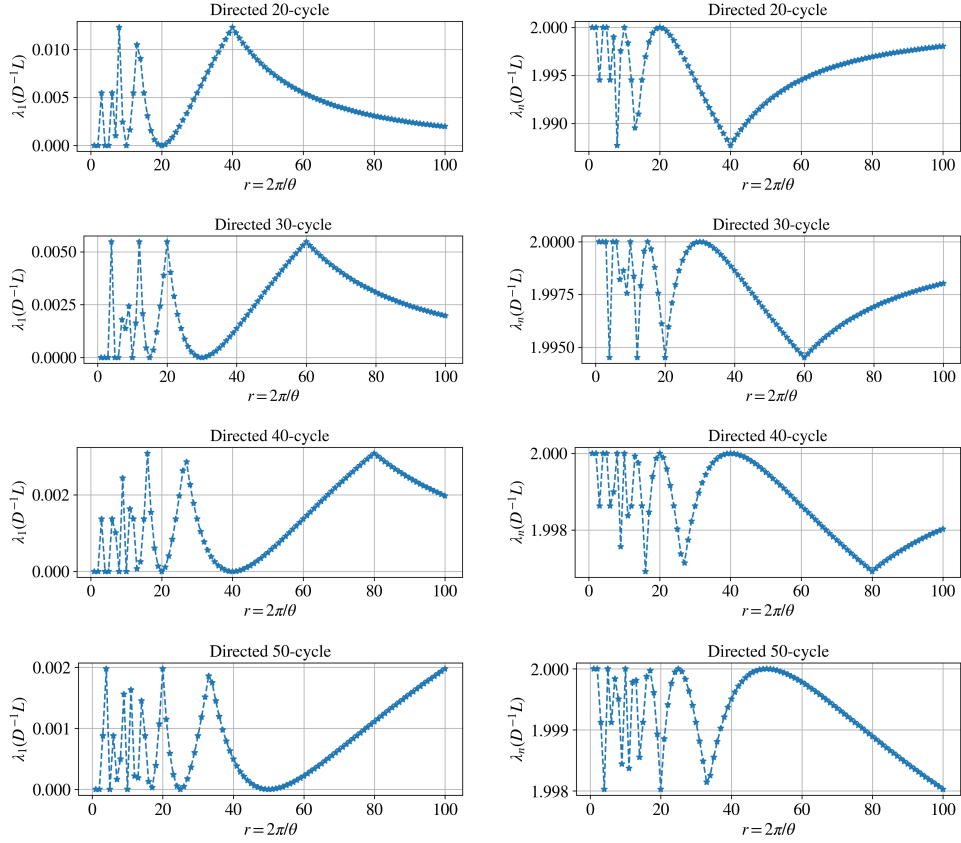 Directed 20-cycle
λ₁(D⁻¹L)
0.010
0.005
0.000
0 20 40 60 80 100
r = 2π/θ
Directed 20-cycle
λₙ(D⁻¹L)
2.000
1.995
1.990
0 20 40 60 80 100
r = 2π/θ
Directed 30-cycle
λ₁(D⁻¹L)
0.0050
0.0025
0.0000
0 20 40 60 80 100
r = 2π/θ
Directed 30-cycle
λₙ(D⁻¹L)
2.0000
1.9975
1.9950
0 20 40 60 80 100
r = 2π/θ
Directed 40-cycle
λ₁(D⁻¹L)
0.002
0.000
0 20 40 60 80 100
r = 2π/θ
Directed 40-cycle
λₙ(D⁻¹L)
2.000
1.998
0 20 40 60 80 100
r = 2π/θ
Directed 50-cycle
λ₁(D⁻¹L)
0.002
0.001
0.000
0 20 40 60 80 100
r = 2π/θ
Directed 50-cycle
λₙ(D⁻¹L)
2.000
1.999
1.998
0 20 40 60 80 100
r = 2π/θ